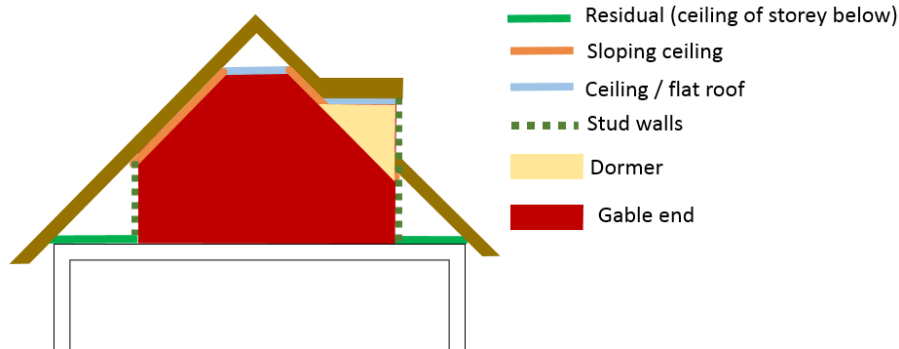 Residual (ceiling of storey below)
Sloping ceiling
Ceiling / flat roof
Stud walls
Dormer
Gable end